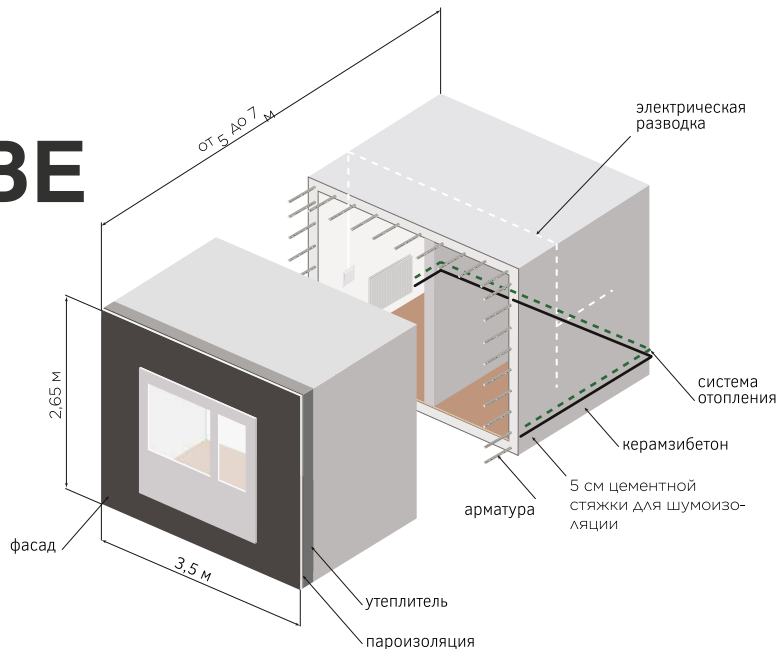 ВЕ
от 5 до 7 м
электрическая
разводка
2,65 м
система
отопления
керамзибетон
5 см цементной
стяжки для шумоизо-
ляции
арматура
фасад
3,5 м
утеплитель
пароизоляция